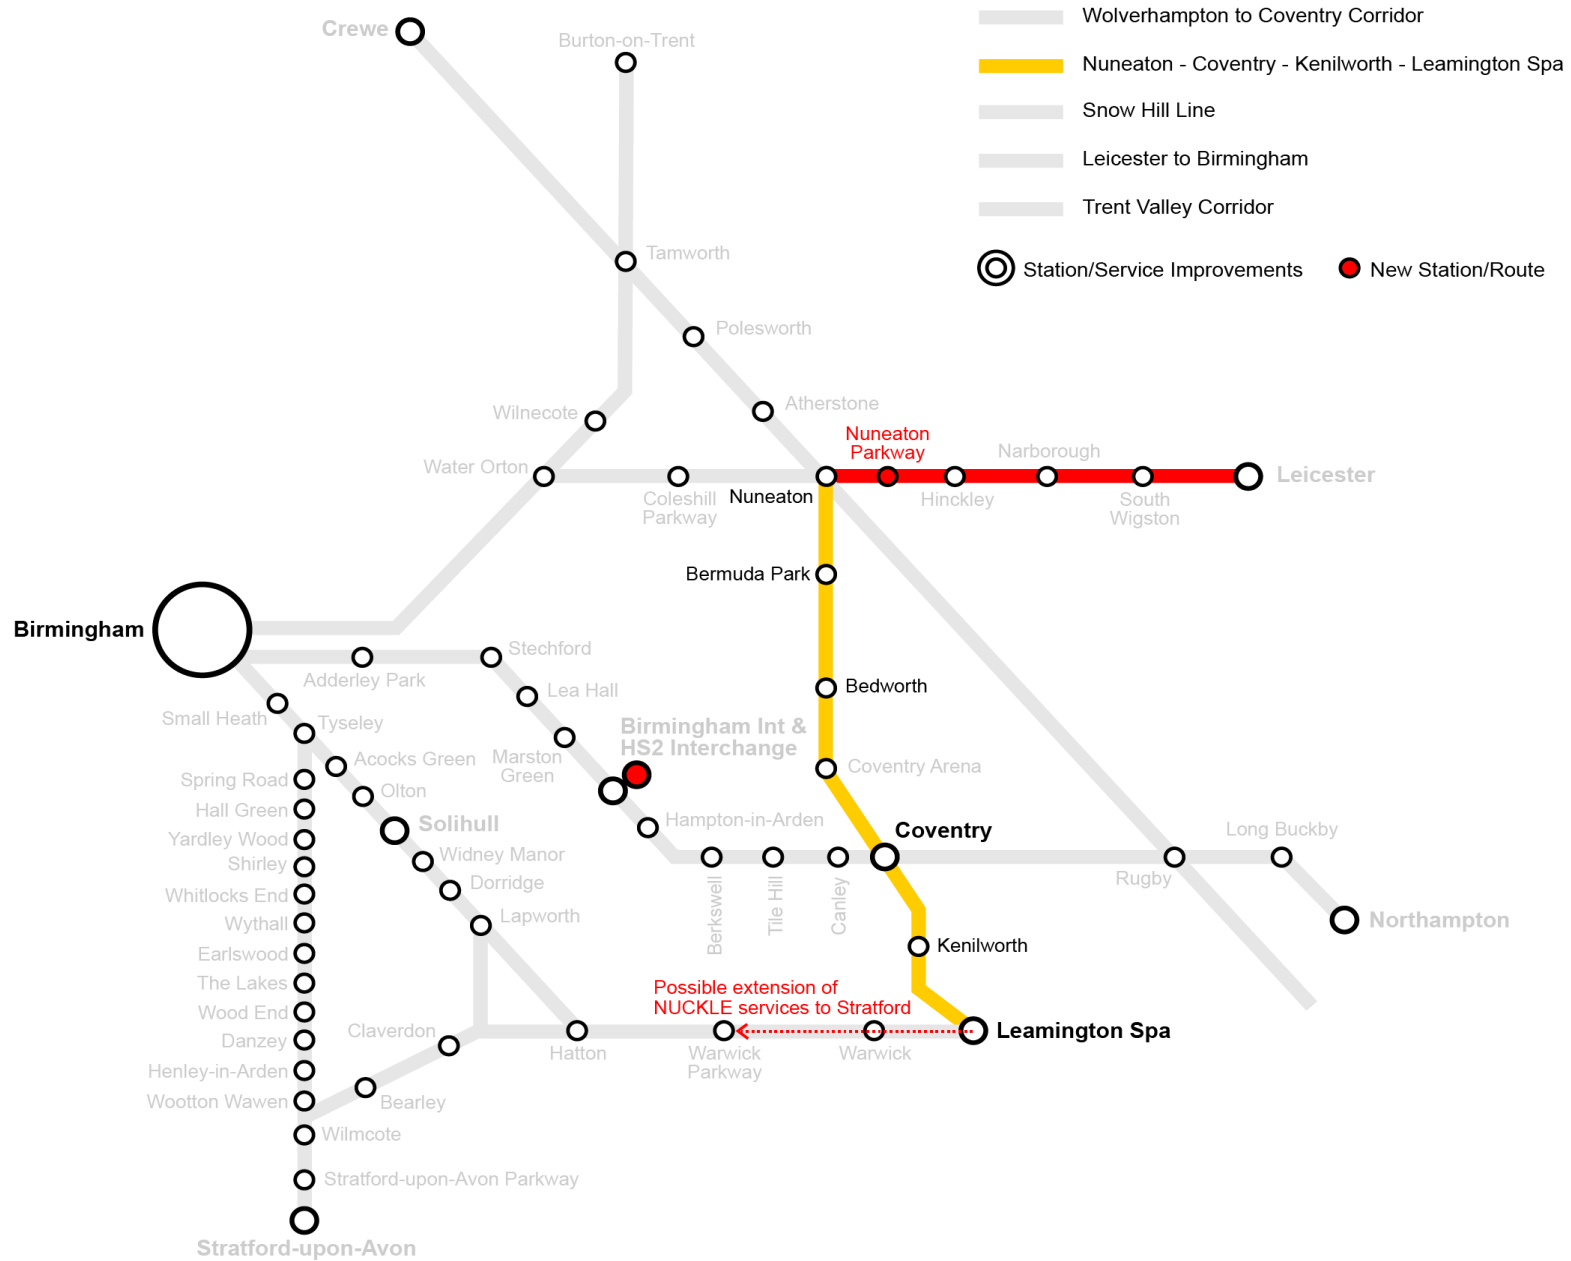 Crewe
Burton-on-Trent
Wolverhampton to Coventry Corridor
Nuneaton - Coventry - Kenilworth - Leamington Spa
Snow Hill Line
Leicester to Birmingham
Trent Valley Corridor
Station/Service Improvements
New Station/Route
Tamworth
Polesworth
Atherstone
Wilnecote
Water Orton
Coleshill
Parkway
Nuneaton
Nuneaton
Parkway
Hinckley
Narborough
South
Wigston
Leicester
Bermuda Park
Bedworth
Coventry Arena
Birmingham
Adderley Park
Stechford
Lea Hall
Marston
Green
Birmingham Int &
HS2 Interchange
Hampton-in-Arden
Berkswell
Tile Hill
Canley
Coventry
Rugby
Long Buckby
Northampton
Kenilworth
Small Heath
Tyseley
Acocks Green
Olton
Solihull
Widney Manor
Dorridge
Lapworth
Spring Road
Hall Green
Yardley Wood
Shirley
Whitlocks End
Wythall
Earlswood
The Lakes
Wood End
Danzey
Henley-in-Arden
Wootton Wawen
Possible extension of
NUCKLE services to Stratford
Claverdon
Bearley
Hatton
Warwick
Parkway
Warwick
Leamington Spa
Wilmcote
Stratford-upon-Avon Parkway
Stratford-upon-Avon